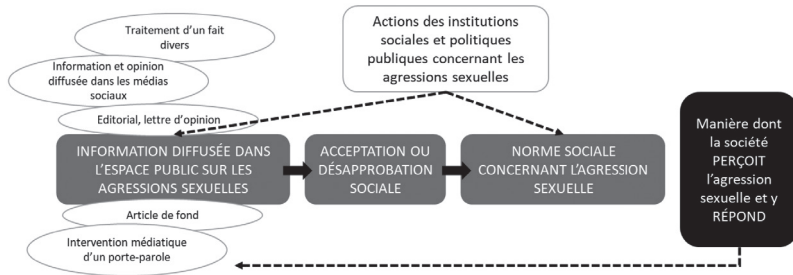 Traitement d'un fait
divers
Information et opinion
diffusée dans les médias
sociaux
Editorial, lettre d'opinion
Actions des institutions
sociales et politiques
publiques concernant les
agressions sexuelles
INFORMATION DIFFUSÉE DANS
L'ESPACE PUBLIC SUR LES
AGRESSIONS SEXUELLES
ACCEPTATION OU
DÉSAPPROBATION
SOCIALE
NORME SOCIALE
CONCERNANT L'AGRESSION
SEXUELLE
Manière dont
la société
PERÇOIT
l'agression
sexuelle et y
RÉPOND
Article de fond
Intervention médiatique
d'un porte-parole